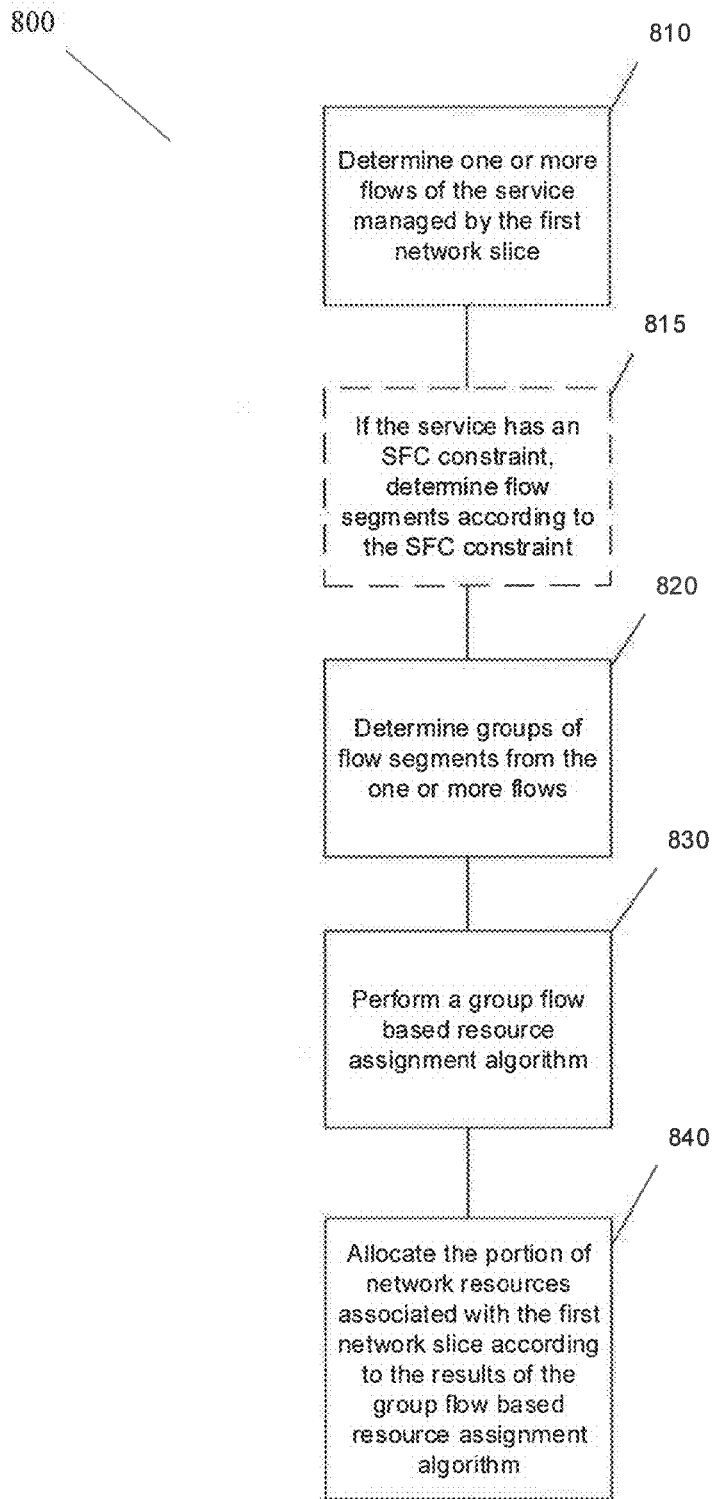 800
810
Determine one or more
flows of the service
managed by the first
network slice
815
If the service has an
SFC constraint,
determine flow
segments according to
the SFC constraint
820
Determine groups of
flow segments from the
one or more flows
830
Perform a group flow
based resource
assignment algorithm
840
Allocate the portion of
network resources
associated with the first
network slice according
to the results of the
group flow based
resource assignment
algorithm